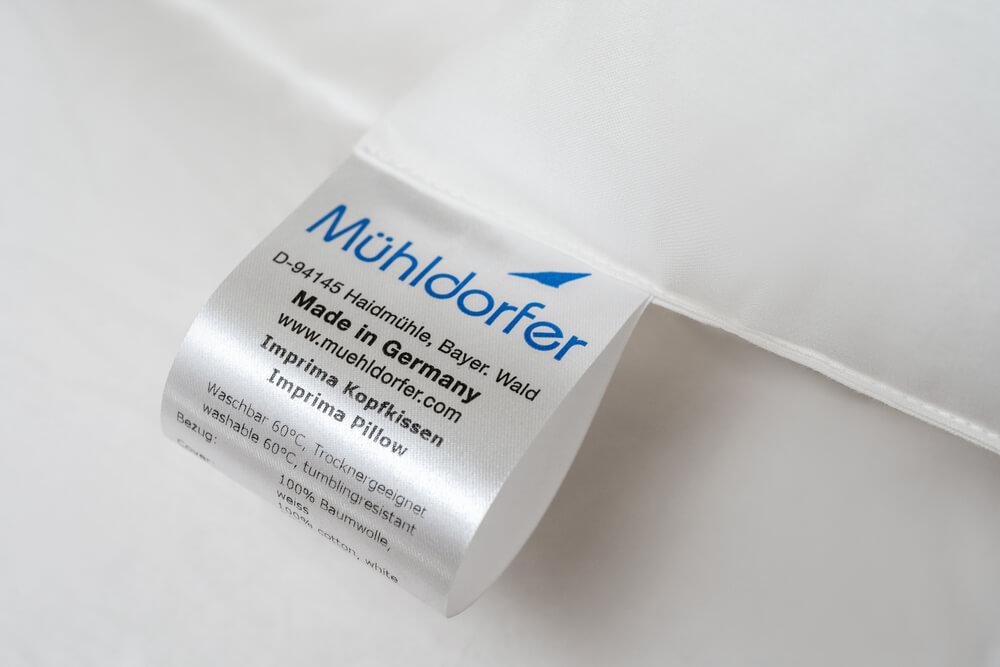 Mühldorfer
D-94145 Haidmühle, Bayer. Wald
Made in Germany
www.muehldorfer.com
Imprima Kopfkissen
Imprima Pillow
Waschbar 60°C, Trocknergeeignet
washable 60°C, tumblingresistant
Bezug:
100% Baumwolle,
weiss
Cover:
100% cotton, white